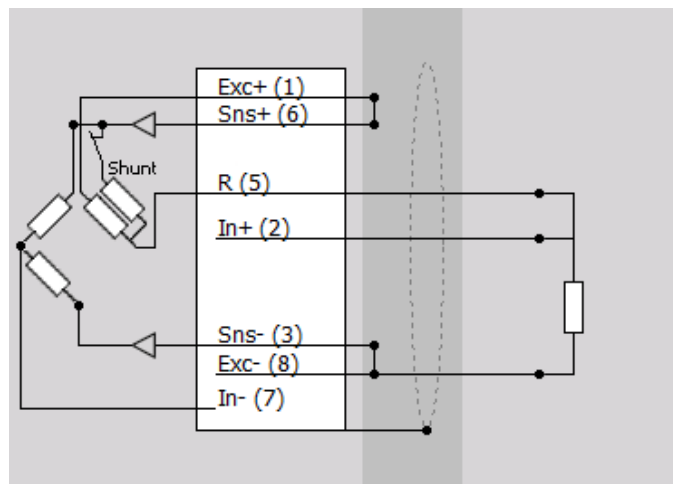 Exc+ (1)
Sns+ (6)
Shunt
R (5)
In+ (2)
Sns- (3)
Exc- (8)
In- (7)